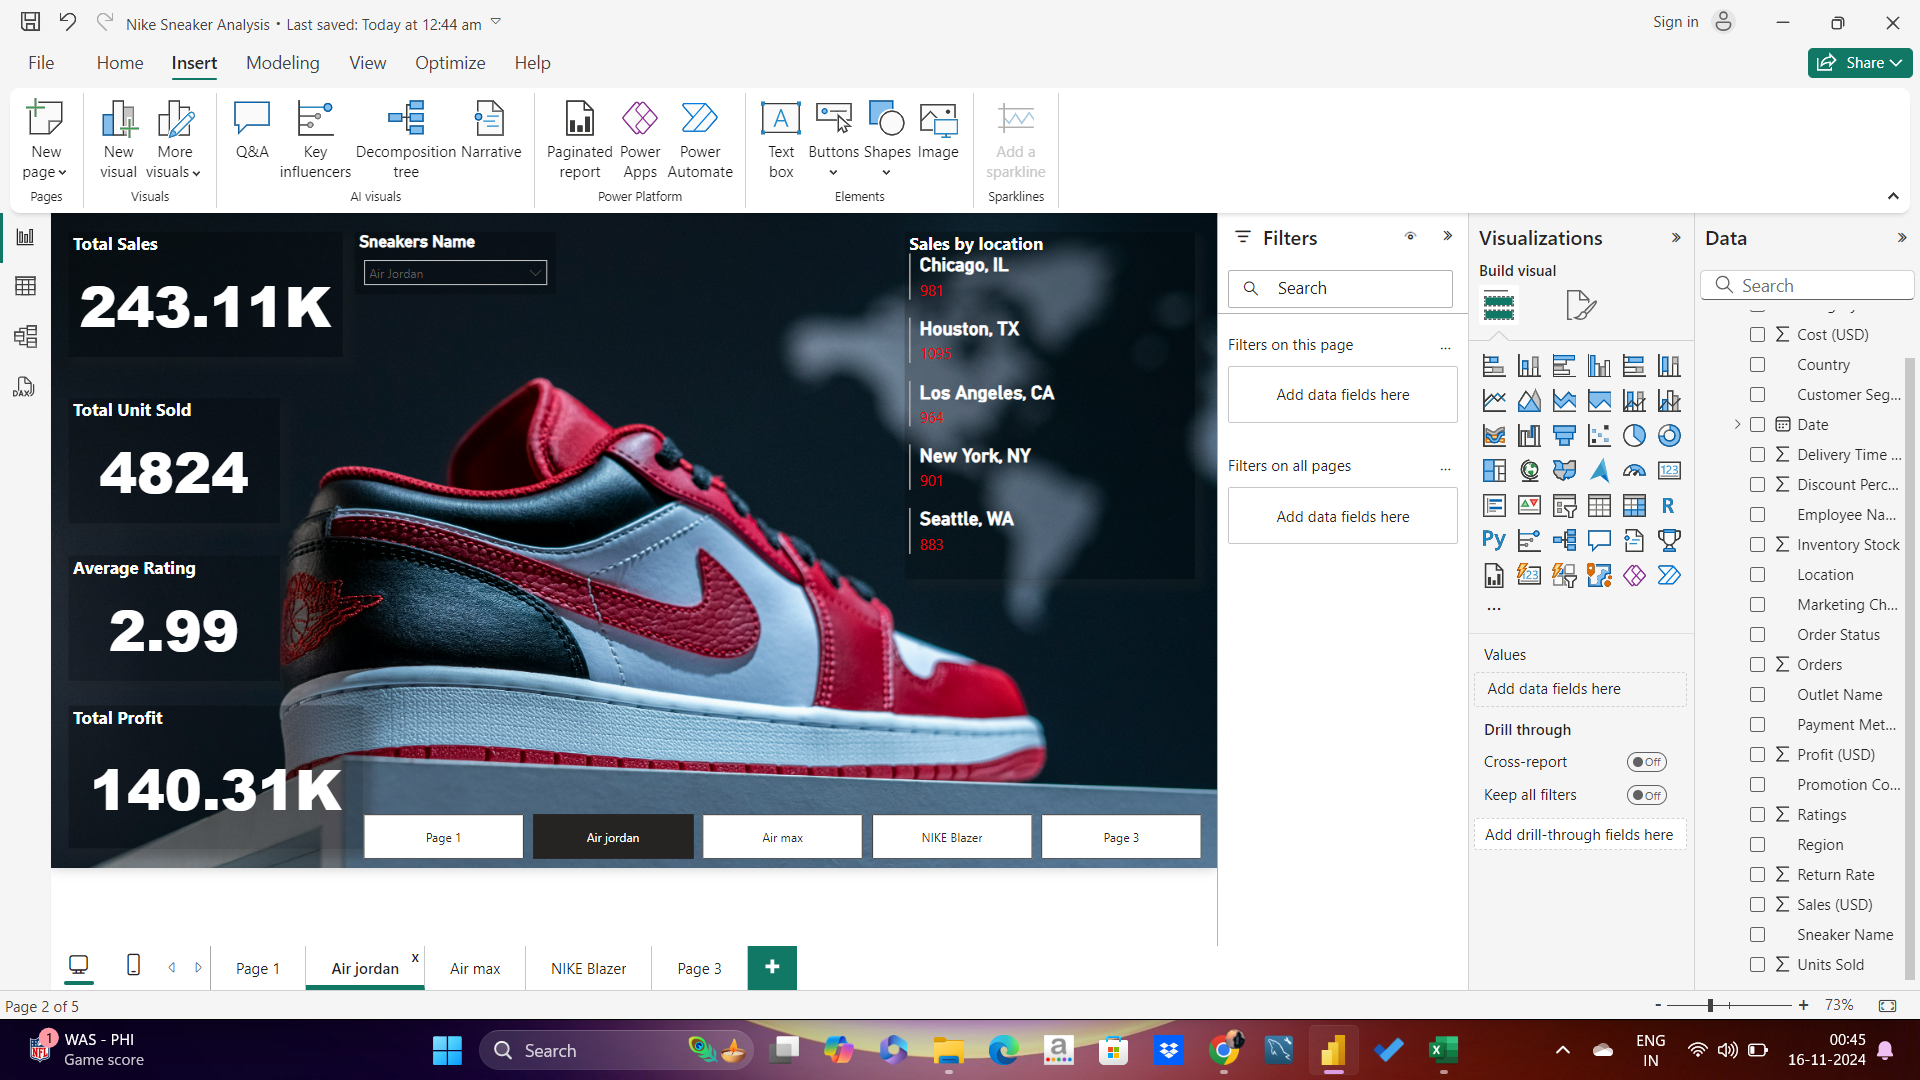 Nike Sneaker Analysis • Last saved: Today at 12:44 am
Sign in
File
Home
Insert
Modeling
View
Optimize
Help
Share
New page
New visual
More visuals
Q&A
Key influencers
Decomposition tree
Narrative
Paginated report
Power Apps
Power Automate
Text box
Buttons
Shapes
Image
Add a sparkline
Pages
Visuals
AI visuals
Power Platform
Elements
Sparklines
DAX
Total Sales
243.11K
Total Unit Sold
4824
Average Rating
2.99
Total Profit
140.31K
Sneakers Name
Air Jordan
Sales by location
Chicago, IL
981
Houston, TX
1095
Los Angeles, CA
964
New York, NY
901
Seattle, WA
883
Page 1
Air jordan
Air max
NIKE Blazer
Page 3
Filters
Search
Filters on this page
...
Add data fields here
Filters on all pages
...
Add data fields here
Visualizations
Build visual
123
R
Py
123
...
Values
Add data fields here
Drill through
Cross-report
Off
Keep all filters
Off
Add drill-through fields here
Data
Search
Cost (USD)
Country
Customer Seg...
Date
Delivery Time ...
Discount Perc...
Employee Na...
Inventory Stock
Location
Marketing Ch...
Order Status
Orders
Outlet Name
Payment Met...
Profit (USD)
Promotion Co...
Ratings
Region
Return Rate
Sales (USD)
Sneaker Name
Units Sold
Page 1
Air jordan
x
Air max
NIKE Blazer
Page 3
Page 2 of 5
- + 73%
1
NFL
WAS - PHI
Game score
Search
a
ENG
IN
00:45
16-11-2024